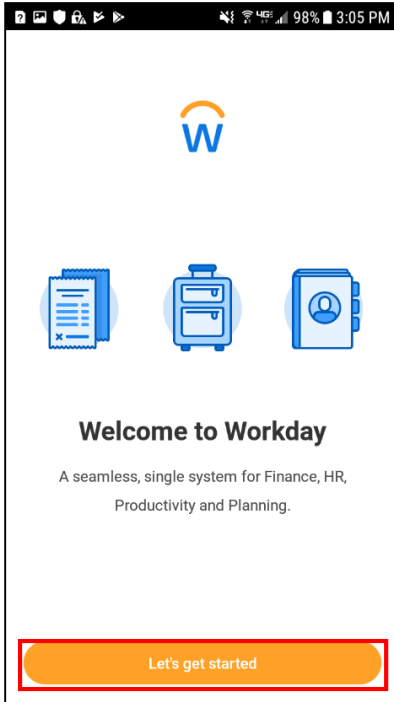 4G 98% 3:05 PM
W
Welcome to Workday
A seamless, single system for Finance, HR,
Productivity and Planning.
Let's get started